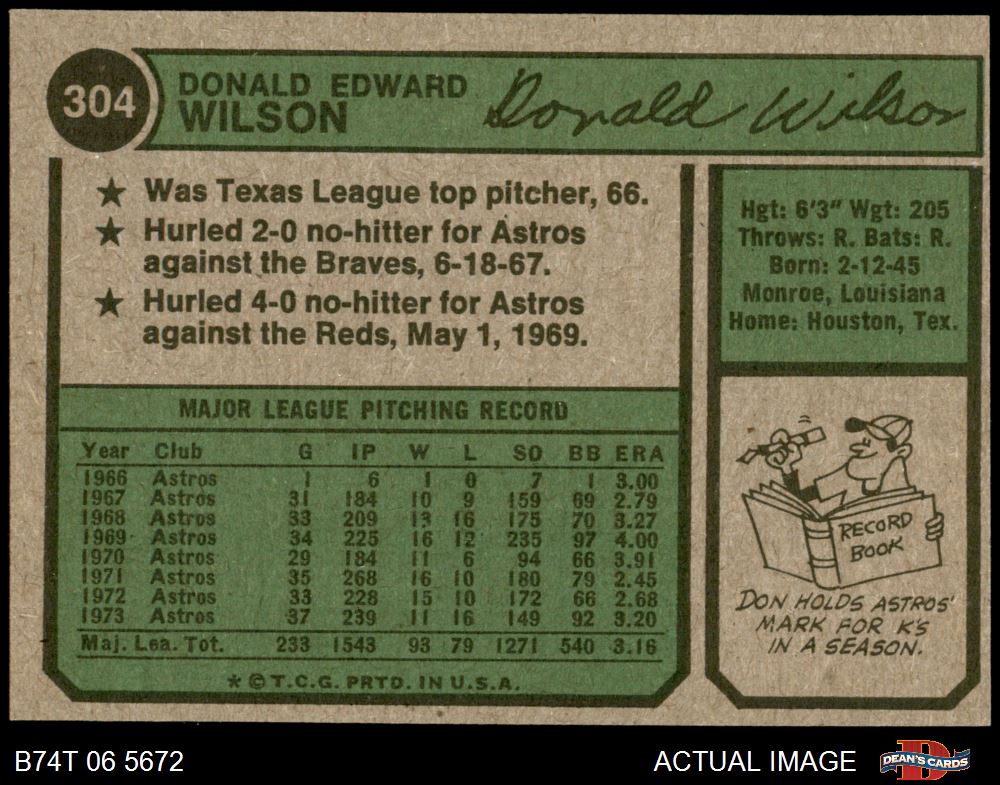 304
DONALD EDWARD
WILSON
Donald Wilson
★ Was Texas League top pitcher, 66.
★ Hurled 2-0 no-hitter for Astros
against the Braves, 6-18-67.
★ Hurled 4-0 no-hitter for Astros
against the Reds, May 1, 1969.
Hgt: 6'3" Wgt: 205
Throws: R. Bats: R.
Born: 2-12-45
Monroe, Louisiana
Home: Houston, Tex.
MAJOR LEAGUE PITCHING RECORD
Year Club G IP W L SO BB ERA
1966 Astros 1 6 1 0 7 1 3.00
1967 Astros 31 184 10 9 159 69 2.79
1968 Astros 33 209 13 16 175 70 3.27
1969 Astros 34 225 16 12 235 97 4.00
1970 Astros 29 184 11 6 94 66 3.91
1971 Astros 35 268 16 10 180 79 2.45
1972 Astros 33 228 15 10 172 66 2.68
1973 Astros 37 239 11 16 149 92 3.20
Maj. Lea. Tot. 233 1543 93 79 1271 540 3.16
* © T.C.G. PRTD. IN U.S.A.
RECORD
BOOK
DON HOLDS ASTROS'
MARK FOR K'S
IN A SEASON.
B74T 06 5672
ACTUAL IMAGE
DEAN'S CARDS